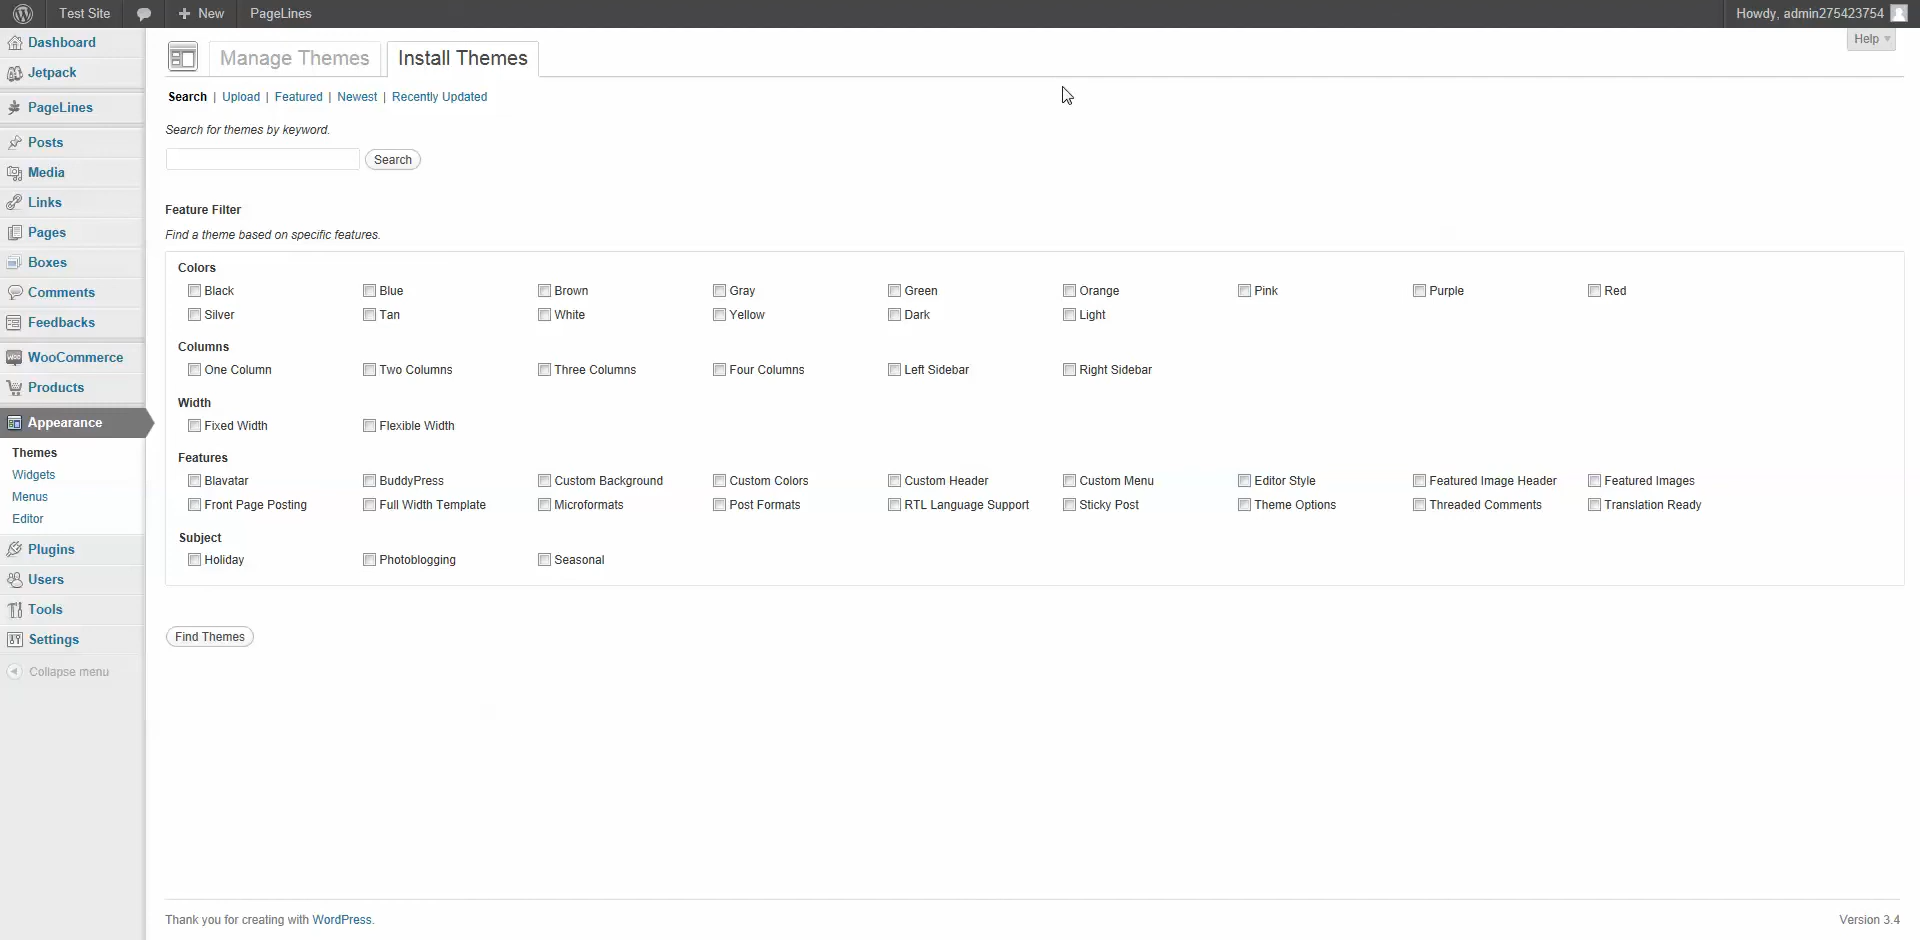 Test Site New PageLines Howdy, admin275423754
Help
Dashboard
Jetpack
PageLines
Posts
Media
Links
Pages
Boxes
Comments
Feedbacks
WooCommerce
Products
Appearance
Themes
Widgets
Menus
Editor
Plugins
Users
Tools
Settings
Collapse menu
Manage Themes Install Themes
Search | Upload | Featured | Newest | Recently Updated
Search for themes by keyword.
Search
Feature Filter
Find a theme based on specific features.
Colors
Black Blue Brown Gray Green Orange Pink Purple Red
Silver Tan White Yellow Dark Light
Columns
One Column Two Columns Three Columns Four Columns Left Sidebar Right Sidebar
Width
Fixed Width Flexible Width
Features
Blavatar BuddyPress Custom Background Custom Colors Custom Header Custom Menu Editor Style Featured Image Header Featured Images
Front Page Posting Full Width Template Microformats Post Formats RTL Language Support Sticky Post Theme Options Threaded Comments Translation Ready
Subject
Holiday Photoblogging Seasonal
Find Themes
Thank you for creating with WordPress. Version 3.4